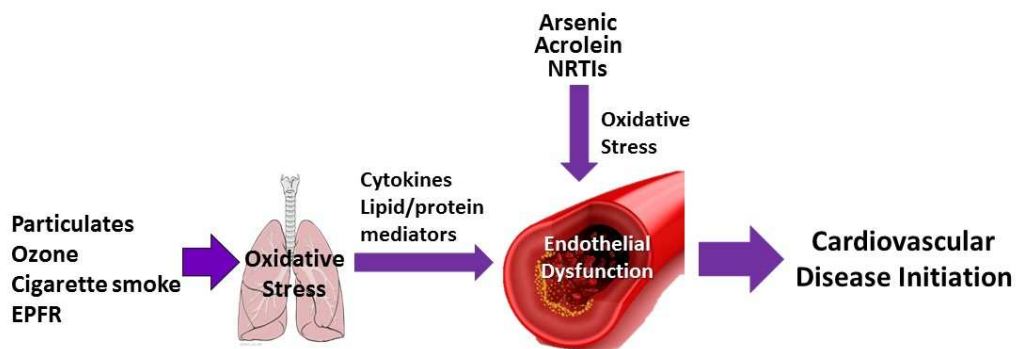 Arsenic
Acrolein
NRTIs
Oxidative
Stress
Cytokines
Lipid/protein
mediators
Particulates
Ozone
Cigarette smoke
EPFR
Oxidative
Stress
Endothelial
Dysfunction
Cardiovascular
Disease Initiation